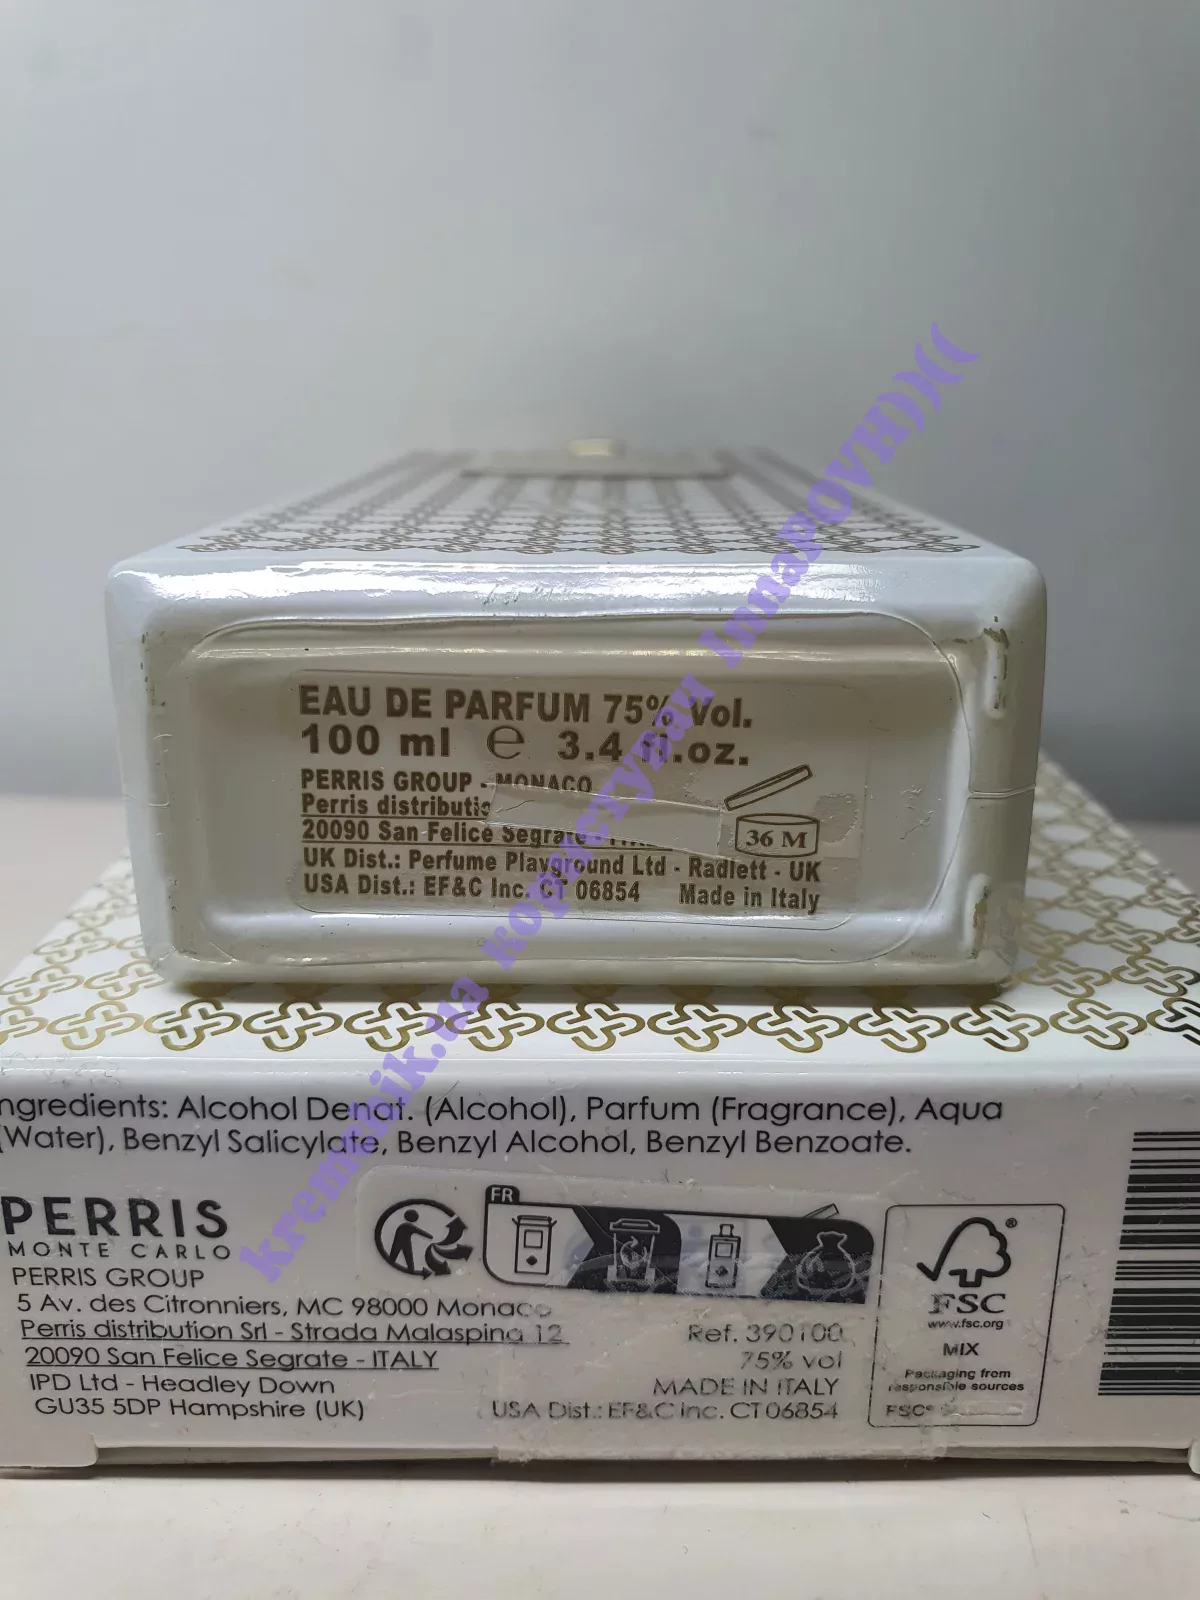 EAU DE PARFUM 75% Vol.
100 ml e 3.4 fl.oz.
PERRIS GROUP - MONACO
Perris
20090 San Felice Segrate - ITALY
36 M
UK Dist.: Perfume Playground Ltd - Radlett - UK
USA Dist.: EF&C Inc. CT 06854 Made in Italy
kremnik.ua користувач InnaPOVH))((
ngredients: Alcohol Denat. (Alcohol), Parfum (Fragrance), Aqua
(Water), Benzyl Salicylate, Benzyl Alcohol, Benzyl Benzoate.
PERRIS
MONTE CARLO
PERRIS GROUP
5 Av. des Citronniers, MC 98000 Monaco
Perris distribution Srl - Strada Malaspina 12
20090 San Felice Segrate - ITALY
IPD Ltd - Headley Down
GU35 5DP Hampshire (UK)
FR
Ref. 390100
75% vol
MADE IN ITALY
USA Dist.: EF&C Inc. CT 06854
®
FSC
www.fsc.org
MIX
Packaging from
responsible sources
FSC®